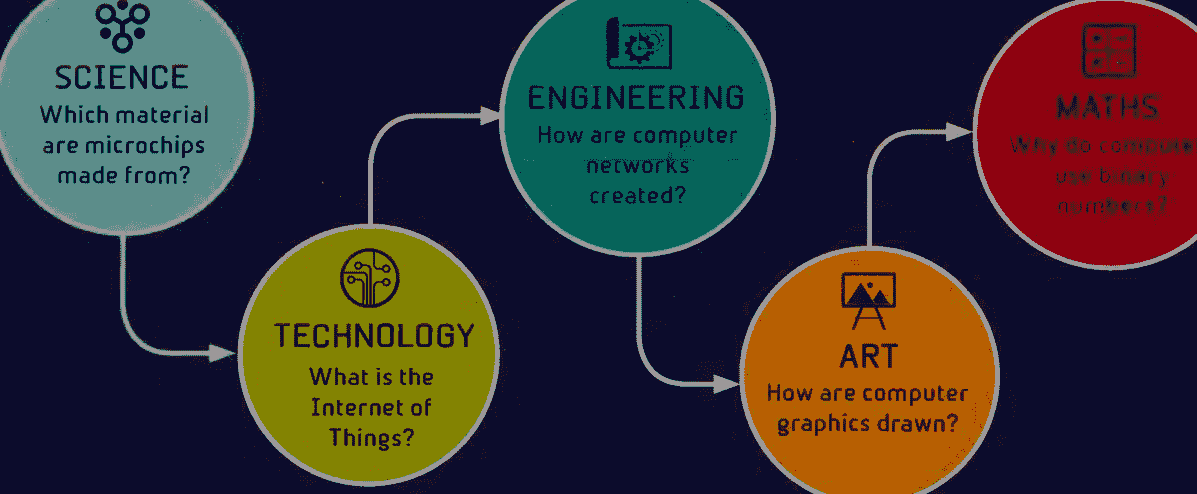 SCIENCE
Which material
are microchips
made from?
TECHNOLOGY
What is the
Internet of
Things?
ENGINEERING
How are computer
networks
created?
ART
How are computer
graphics drawn?
MATHS
Why do
use binary
numbers?